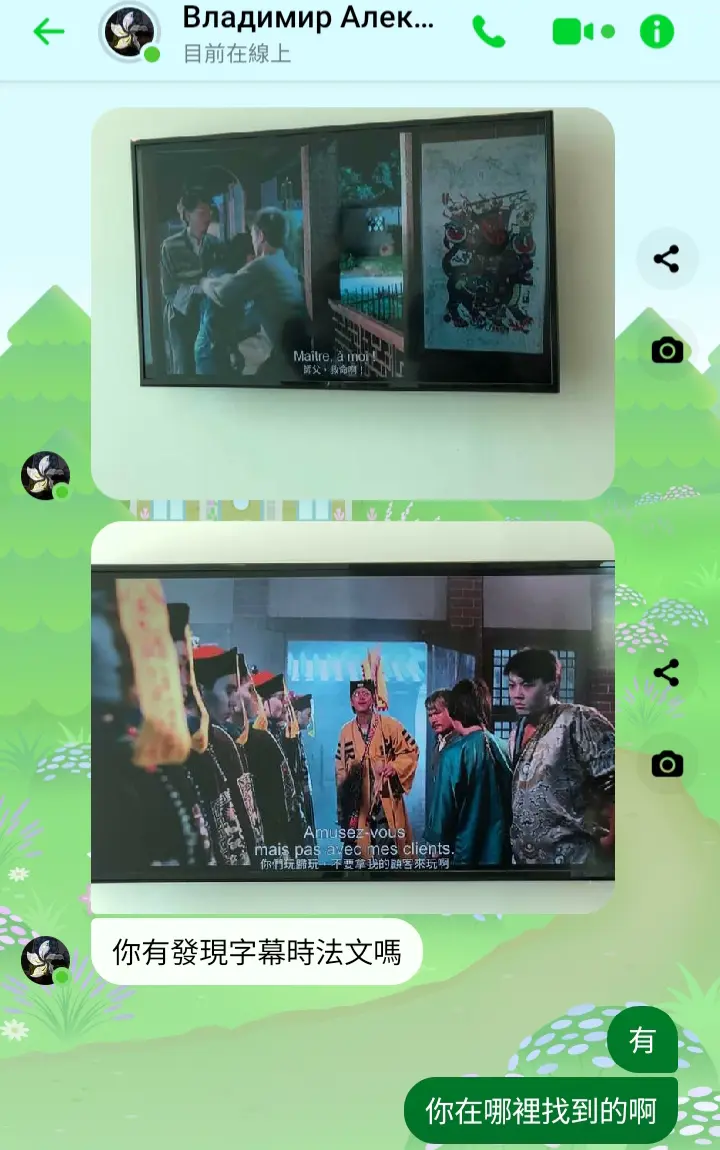 Владимир Алек...
目前在線上
Maître, à moi !
師父，救命啊！
Amusez-vous
mais pas avec mes clients.
你們玩歸玩，不要拿我的顧客來玩啊
你有發現字幕時法文嗎
有
你在哪裡找到的啊